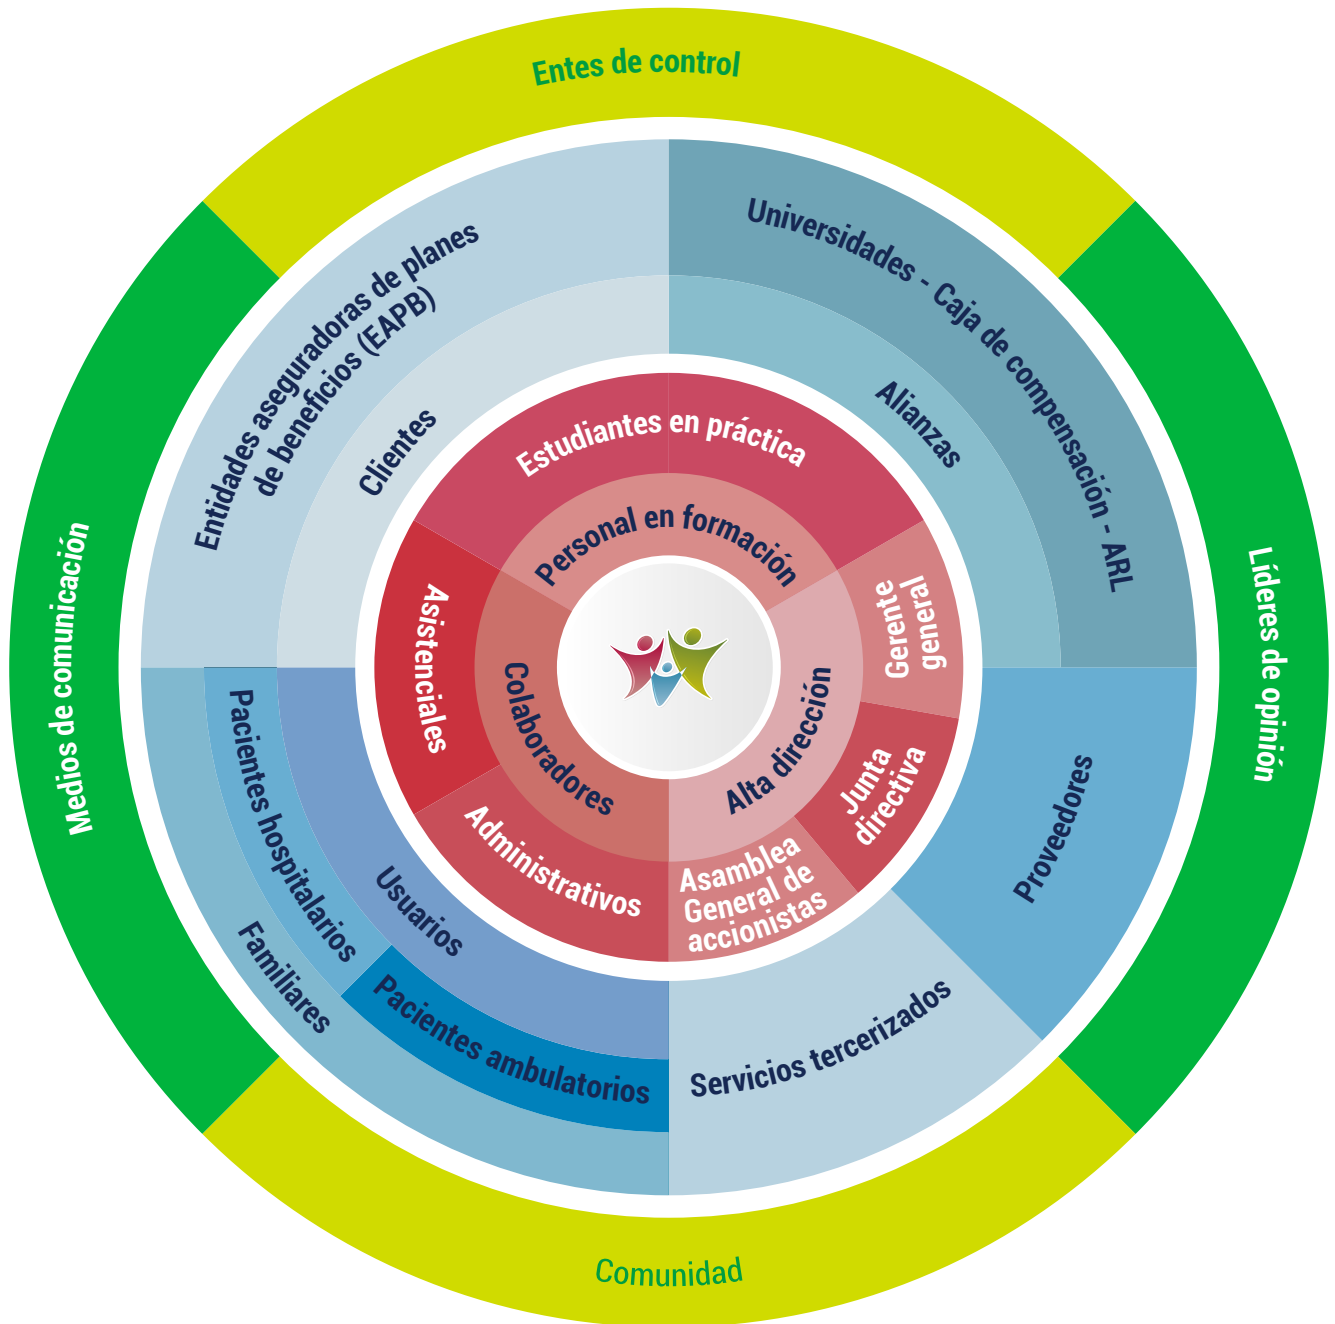 Entes de control
Universidades - Caja de compensación - ARL
Entidades aseguradoras de planes
de beneficios (EAPB)
Alianzas
Clientes
Estudiantes en práctica
Personal en formación
Medios de comunicación
Líderes de opinión
Asistenciales
Colaboradores
Gerente
general
Alta dirección
Junta
directiva
Asamblea
General de
accionistas
Administrativos
Proveedores
Usuarios
Pacientes hospitalarios
Familiares
Pacientes ambulatorios
Servicios tercerizados
Comunidad